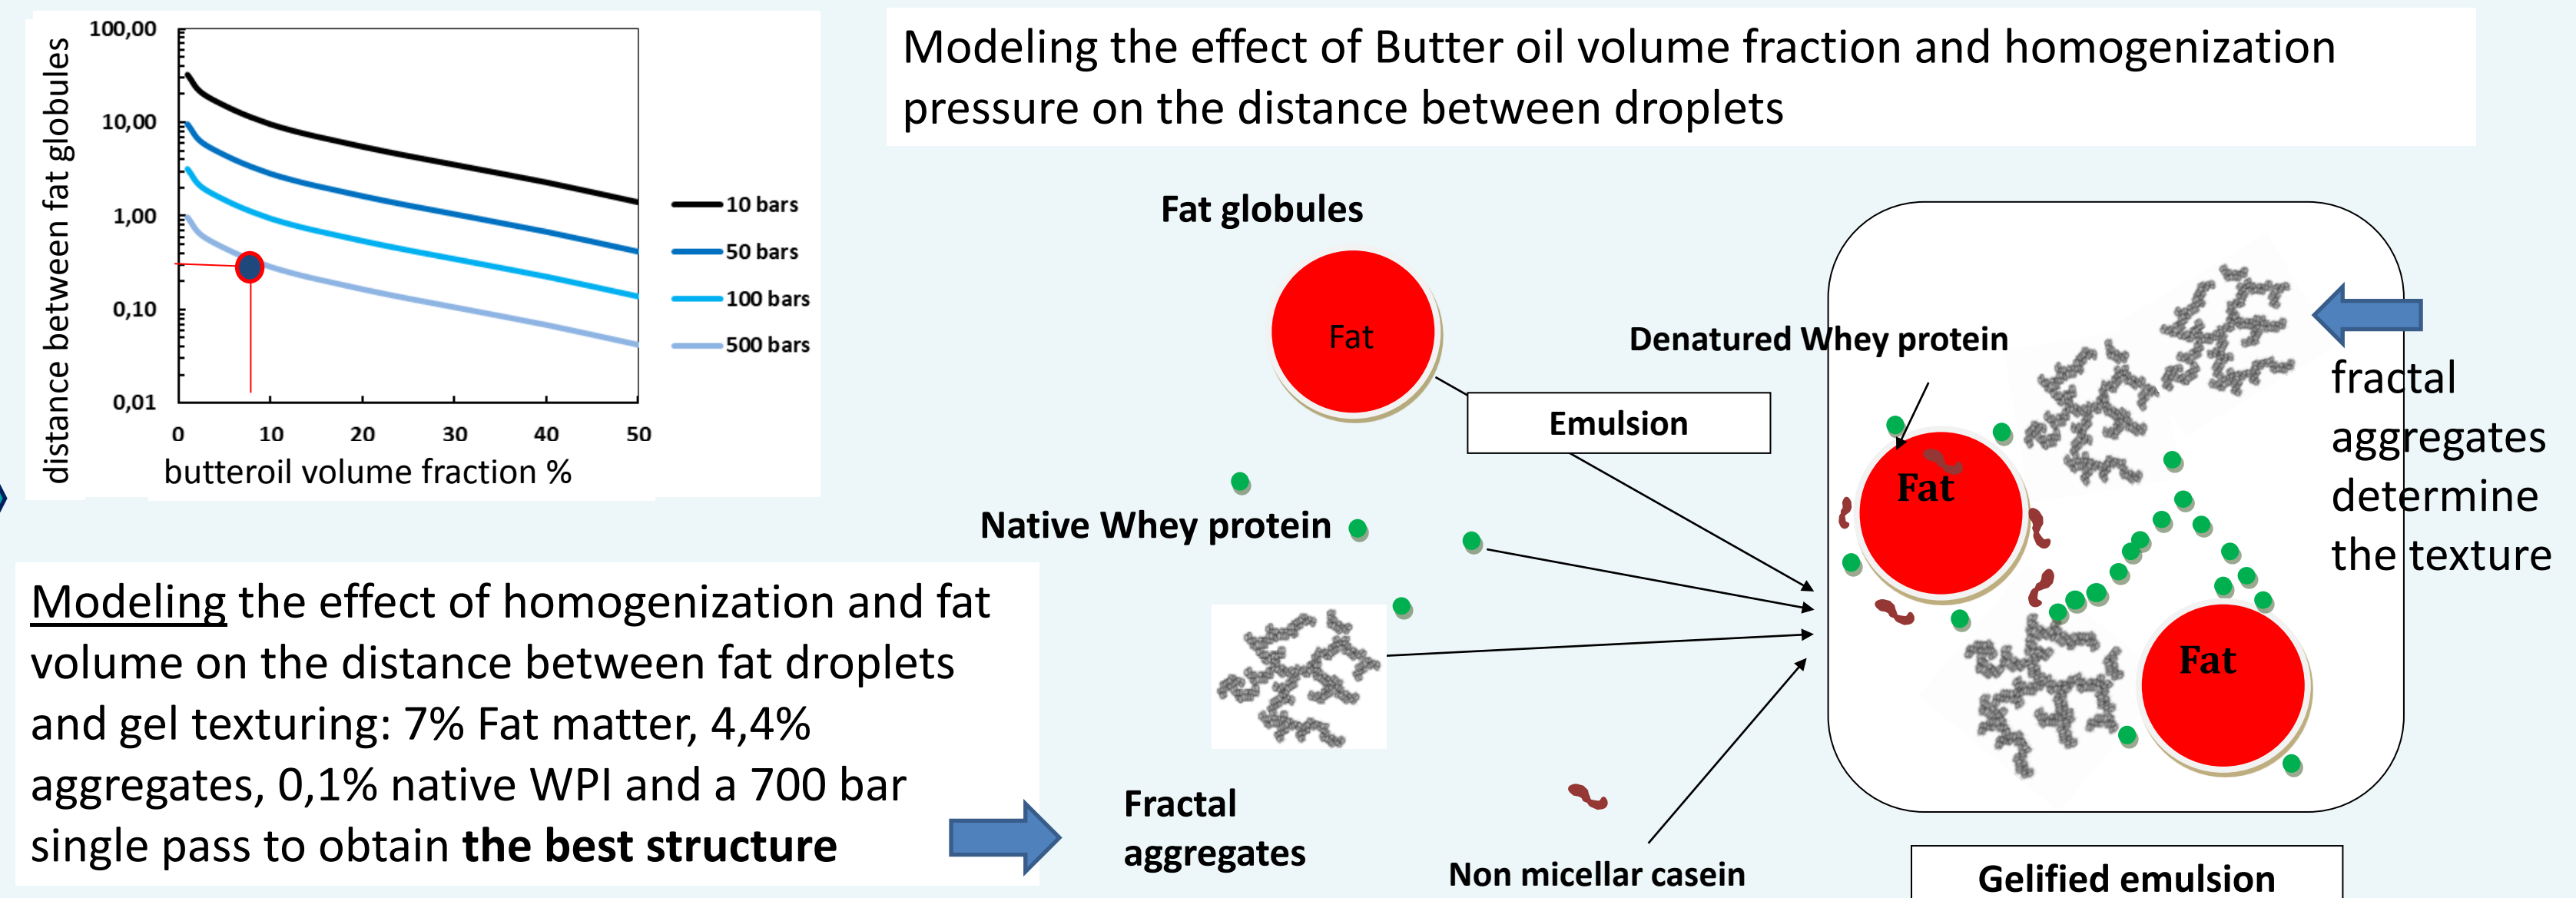 distance between fat globules
100,00
10,00
1,00
0,10
0,01
0 10 20 30 40 50
butteroil volume fraction %
10 bars
50 bars
100 bars
500 bars
Modeling the effect of Butter oil volume fraction and homogenization
pressure on the distance between droplets
Modeling the effect of homogenization and fat
volume on the distance between fat droplets
and gel texturing: 7% Fat matter, 4,4%
aggregates, 0,1% native WPI and a 700 bar
single pass to obtain the best structure
Fat globules
Fat
Emulsion
Native Whey protein
Fractal
aggregates
Non micellar casein
Denatured Whey protein
Fat
Fat
fractal
aggregates
determine
the texture
Gelified emulsion